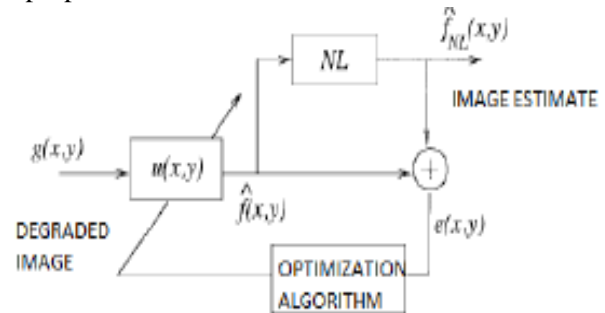 f̂NL(x,y)
NL
IMAGE ESTIMATE
g(x,y)
u(x,y)
f̂(x,y)
+
e(x,y)
DEGRADED
IMAGE
OPTIMIZATION
ALGORITHM